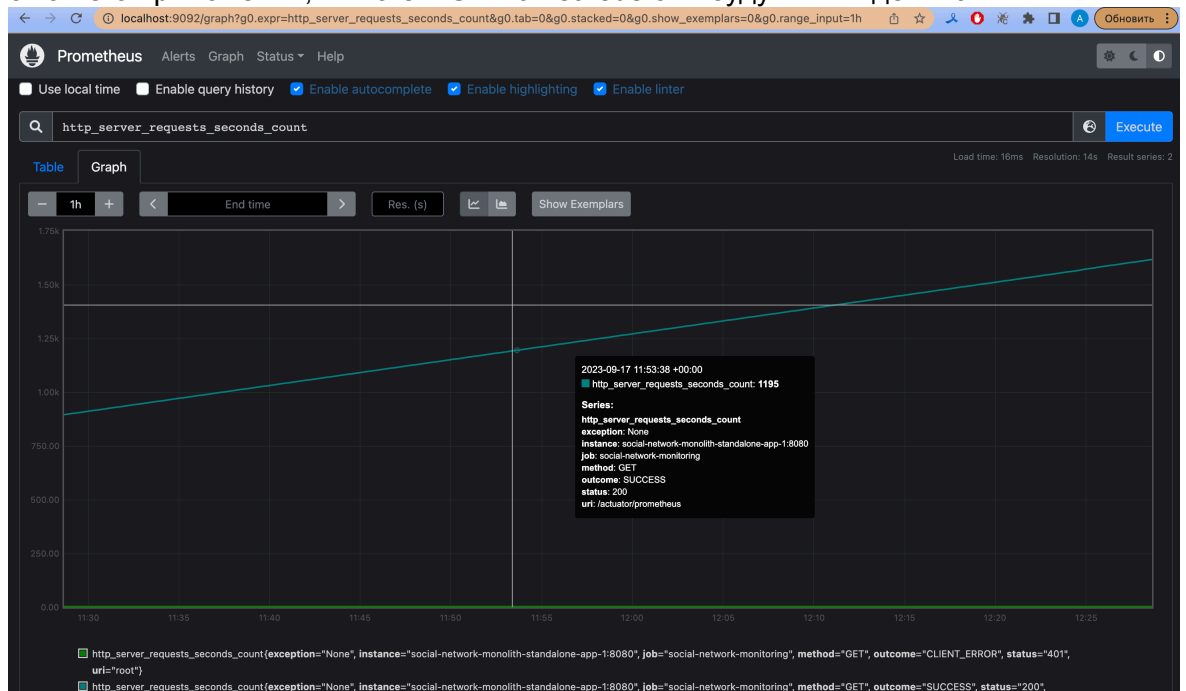 localhost:9092/graph?g0.expr=http_server_requests_seconds_count&g0.tab=0&g0.stacked=0&g0.show_exemplars=0&g0.range_input=1h A Обновить
Prometheus Alerts Graph Status Help
Use local time Enable query history Enable autocomplete Enable highlighting Enable linter
http_server_requests_seconds_count Execute
Load time: 16ms Resolution: 14s Result series: 2
Table Graph
1h End time Res. (s) Show Exemplars
1.75k
1.50k
1.25k
1.00k
750.00
500.00
250.00
0.00
2023-09-17 11:53:38 +00:00
http_server_requests_seconds_count: 1195
Series:
http_server_requests_seconds_count
exception: None
instance: social-network-monolith-standalone-app-1:8080
job: social-network-monitoring
method: GET
outcome: SUCCESS
status: 200
uri: /actuator/prometheus
11:30 11:35 11:40 11:45 11:50 11:55 12:00 12:05 12:10 12:15 12:20 12:25
http_server_requests_seconds_count{exception="None", instance="social-network-monolith-standalone-app-1:8080", job="social-network-monitoring", method="GET", outcome="CLIENT_ERROR", status="401",
uri="root"}
http_server_requests_seconds_count{exception="None", instance="social-network-monolith-standalone-app-1:8080", job="social-network-monitoring", method="GET", outcome="SUCCESS", status="200",